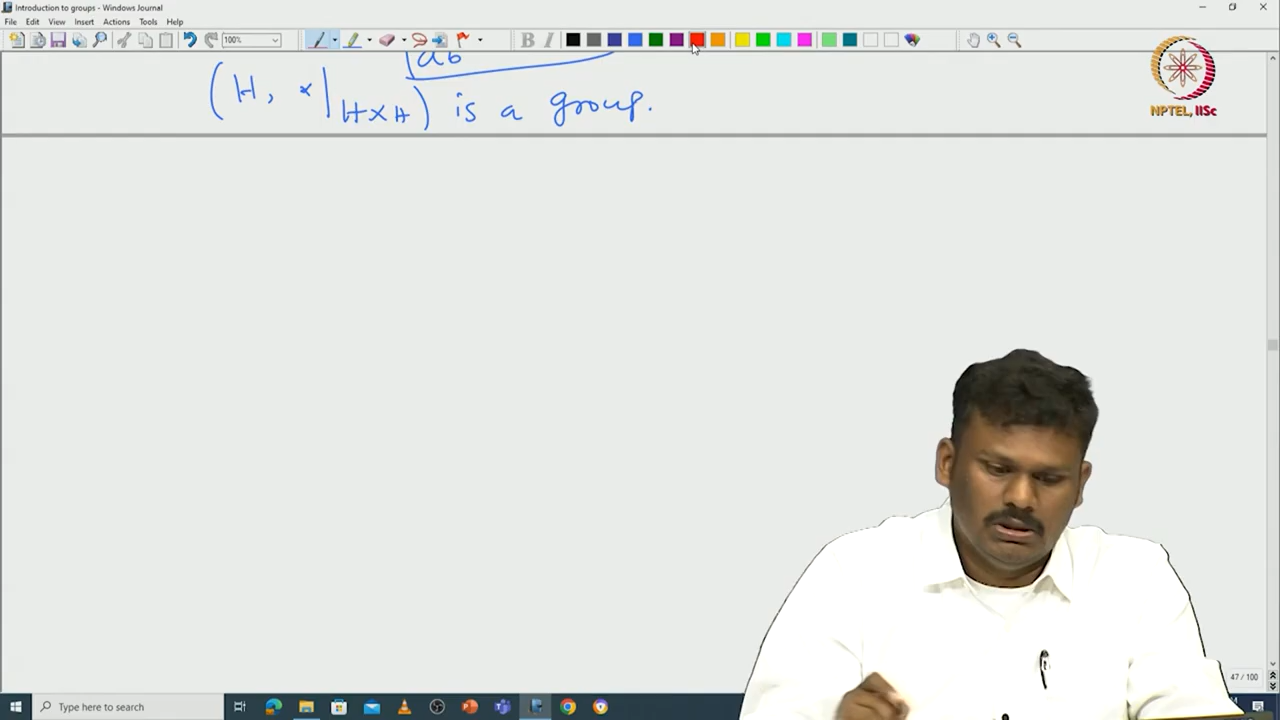 Introduction to groups - Windows Journal
File Edit View Insert Actions Tools Help
100%
B I
NPTEL, IISc
ab
(H, *|H×H) is a group.
47 / 100
Type here to search